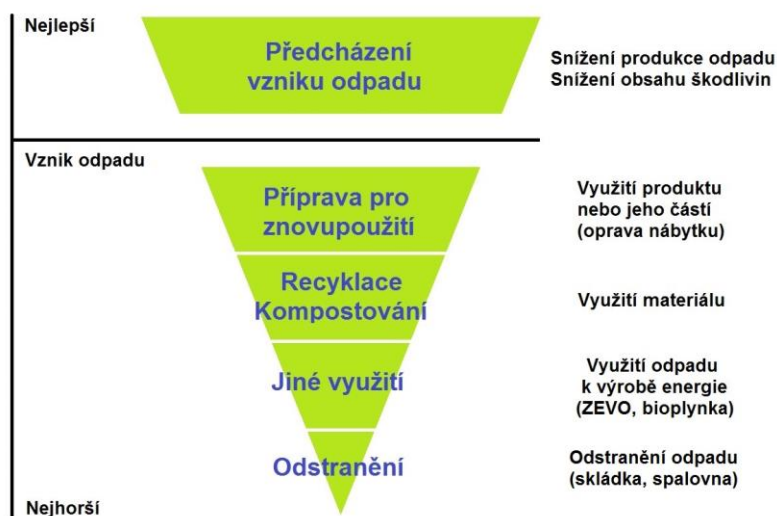 Nejlepší
Předcházení
vzniku odpadu
Snížení produkce odpadu
Snížení obsahu škodlivin
Vznik odpadu
Příprava pro
znovupoužití
Využití produktu
nebo jeho částí
(oprava nábytku)
Recyklace
Kompostování
Využití materiálu
Jiné využití
Využití odpadu
k výrobě energie
(ZEVO, bioplynka)
Odstranění
Odstranění odpadu
(skládka, spalovna)
Nejhorší